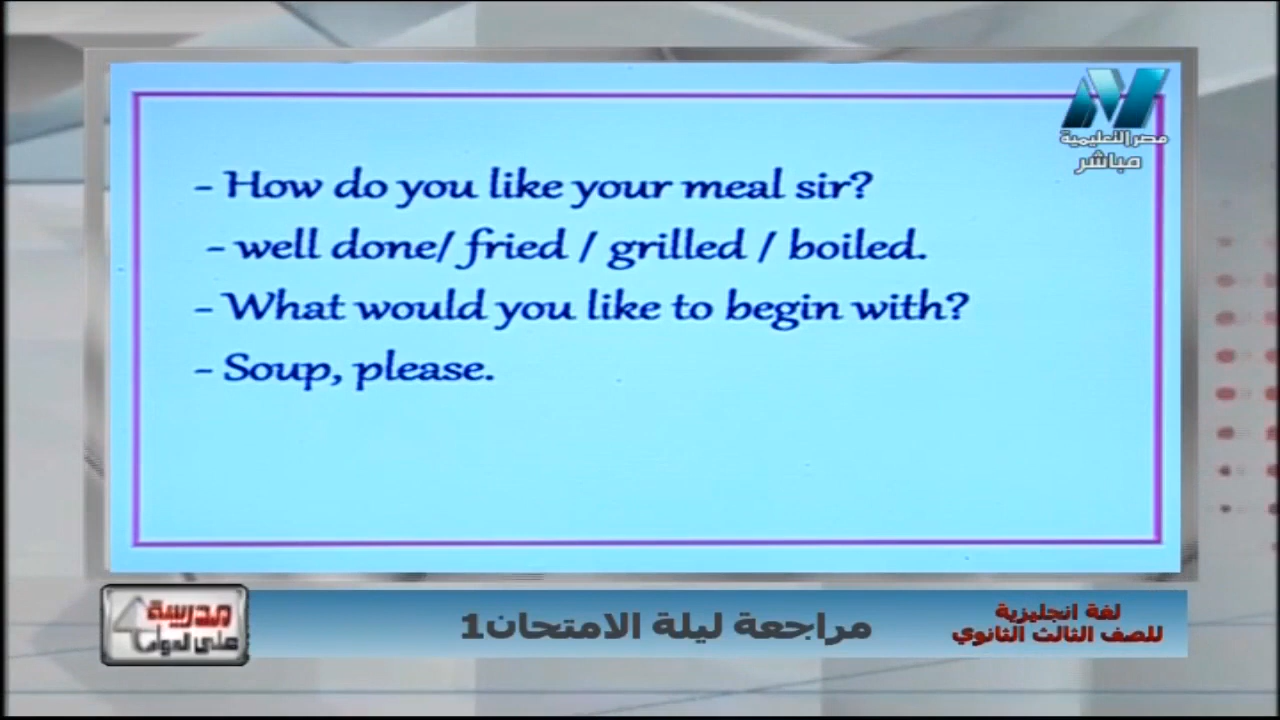 مصر التعليمية
مباشر
- How do you like your meal sir?
- well done/ fried / grilled / boiled.
- What would you like to begin with?
- Soup, please.
لغة انجليزية
للصف الثالث الثانوي
مراجعة ليلة الامتحان1
مدرسة
على الهواء